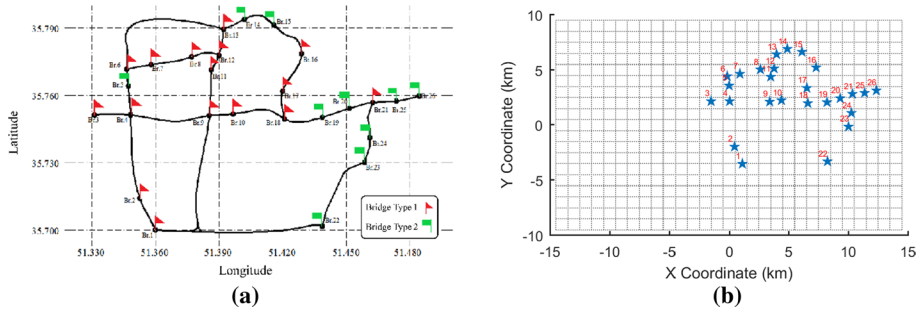 35.790
35.760
35.730
35.700
Latitude
Br.14
Br.15
Br.13
Br.16
Br.12
Br.8
Br.7
Br.6
Br.11
Br.5
Br.17
Br.3
Br.4
Br.9
Br.10
Br.18
Br.19
Br.20
Br.21
Br.25
Br.26
Br.24
Br.23
Br.2
Br.1
Br.22
Bridge Type 1
Bridge Type 2
51.330 51.360 51.390 51.420 51.450 51.480
Longitude
(a)
Y Coordinate (km)
10
5
0
-5
-10
14
13
15
16
12
11
8
7
6
5
3
4
9
10
17
18
19
20
21
25
26
24
23
2
1
22
-15 -10 -5 0 5 10 15
X Coordinate (km)
(b)